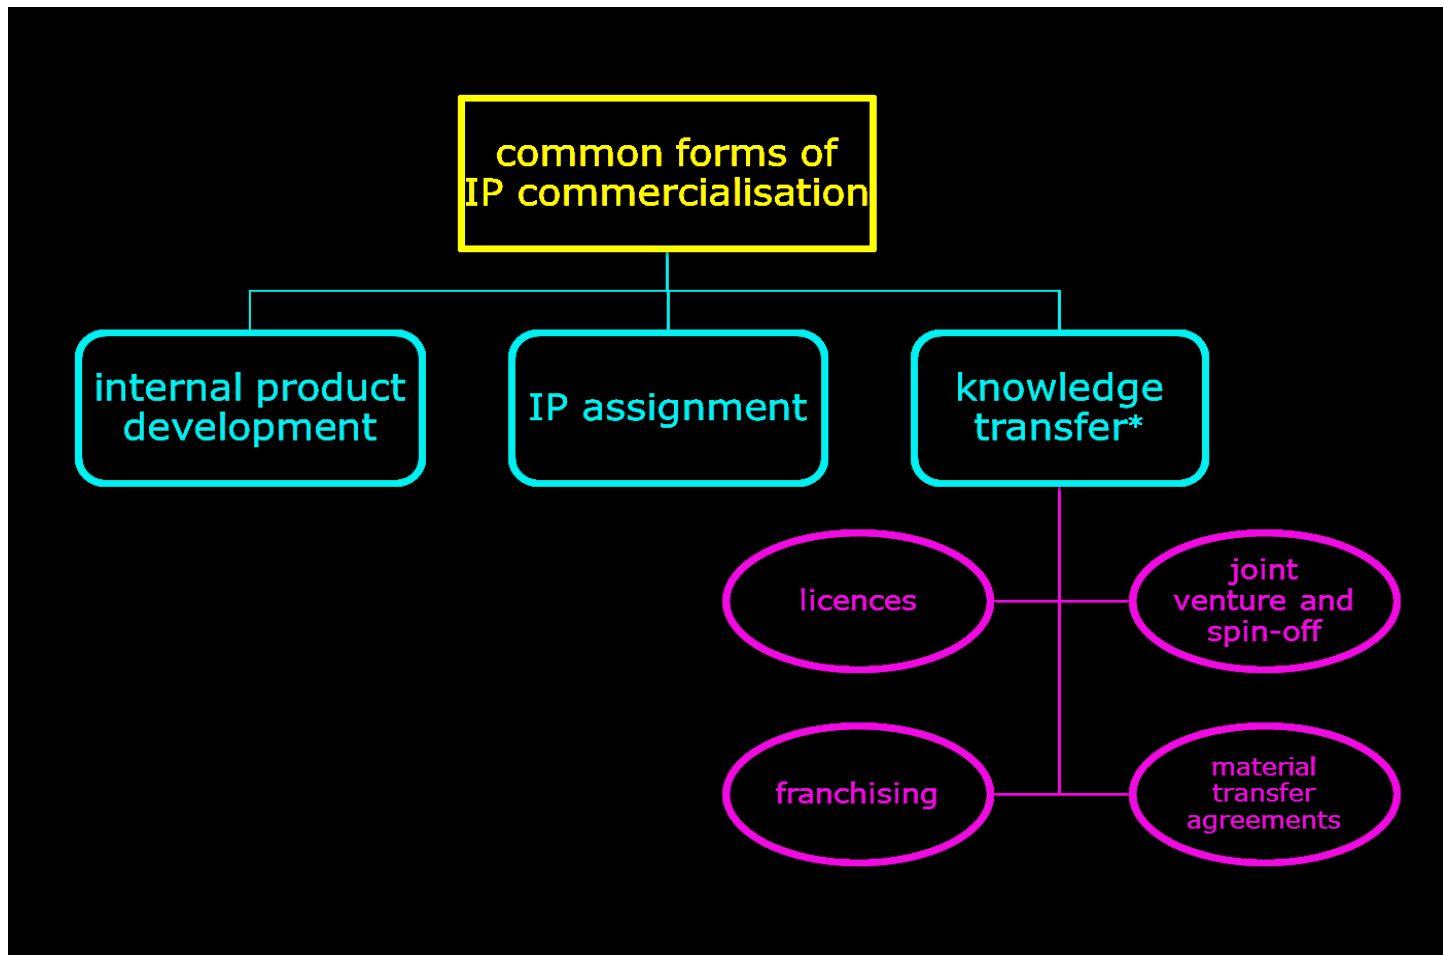 common forms of
IP commercialisation
internal product
development
IP assignment
knowledge
transfer*
licences
joint
venture and
spin-off
franchising
material
transfer
agreements